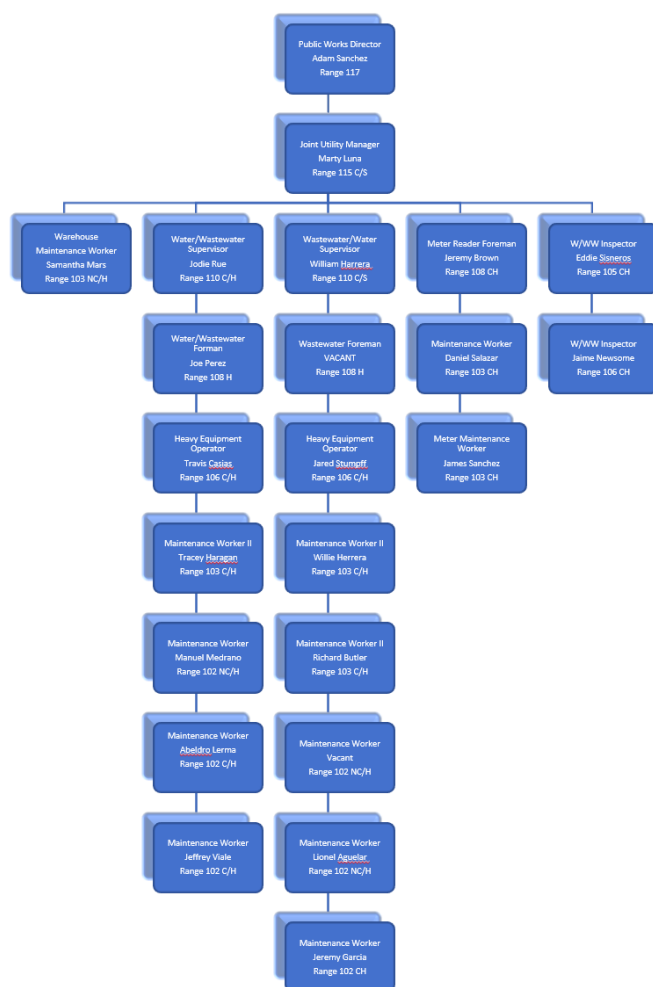 Public Works Director
Adam Sanchez
Range 117
Joint Utility Manager
Marty Luna
Range 115 C/S
Warehouse
Maintenance Worker
Samantha Mars
Range 103 NC/H
Water/Wastewater
Supervisor
Jodie Rue
Range 110 C/H
Wastewater/Water
Supervisor
William Harrera
Range 110 C/S
Meter Reader Foreman
Jeremy Brown
Range 108 CH
W/WW Inspector
Eddie Sisneros
Range 105 CH
Water/Wastewater
Forman
Joe Perez
Range 108 H
Wastewater Foreman
VACANT
Range 108 H
Maintenance Worker
Daniel Salazar
Range 103 CH
W/WW Inspector
Jaime Newsome
Range 106 CH
Heavy Equipment
Operator
Travis Casias
Range 106 C/H
Heavy Equipment
Operator
Jared Stumpff
Range 106 C/H
Meter Maintenance
Worker
James Sanchez
Range 103 CH
Maintenance Worker II
Tracey Haragan
Range 103 C/H
Maintenance Worker II
Willie Herrera
Range 103 C/H
Maintenance Worker
Manuel Medrano
Range 102 NC/H
Maintenance Worker II
Richard Butler
Range 103 C/H
Maintenance Worker
Abeldro Lerma
Range 102 C/H
Maintenance Worker
Vacant
Range 102 NC/H
Maintenance Worker
Jeffrey Viale
Range 102 C/H
Maintenance Worker
Lionel Aguelar
Range 102 NC/H
Maintenance Worker
Jeremy Garcia
Range 102 CH